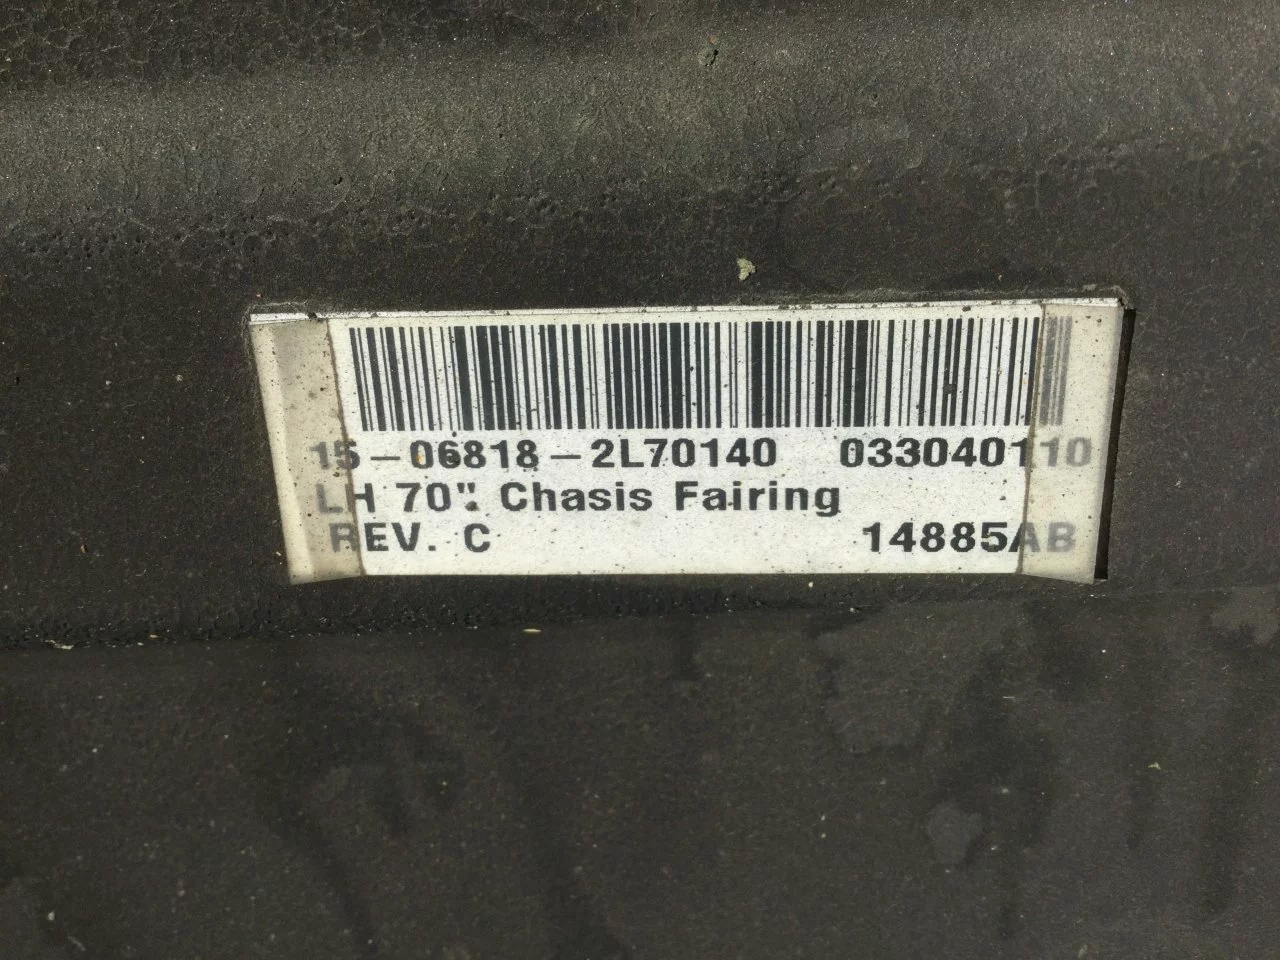 15-06818-2L70140 033040110
LH 70" Chasis Fairing
REV. C 14885AB